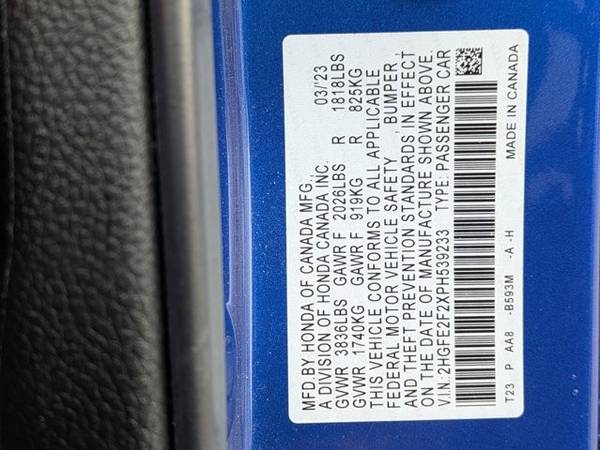 MFD.BY HONDA OF CANADA MFG., 03/'23
A DIVISION OF HONDA CANADA INC.
GVWR 3836LBS GAWR F 2026LBS R 1818LBS
GVWR 1740KG GAWR F 919KG R 825KG
THIS VEHICLE CONFORMS TO ALL APPLICABLE
FEDERAL MOTOR VEHICLE SAFETY , BUMPER ,
AND THEFT PREVENTION STANDARDS IN EFFECT
ON THE DATE OF MANUFACTURE SHOWN ABOVE.
V.I.N.:2HGFE2F2XPH539233 TYPE: PASSENGER CAR
T23 P AA8 -B593M -A -H MADE IN CANADA